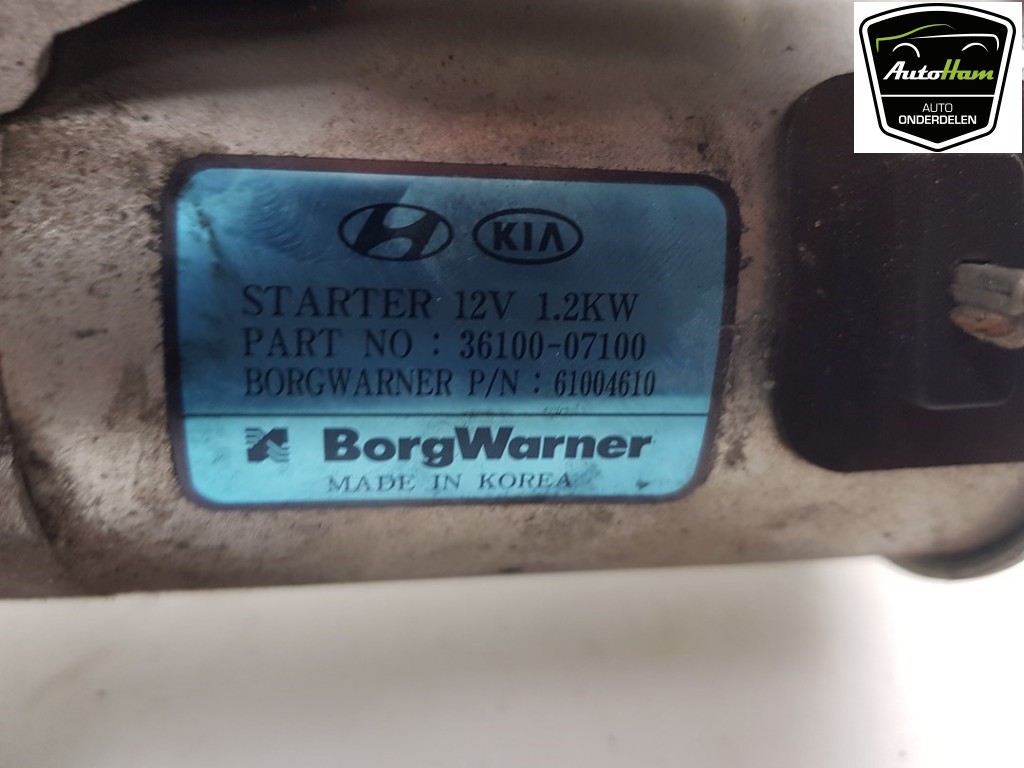 AutoHam
AUTO
ONDERDELEN
KIA
STARTER 12V 1.2KW
PART NO : 36100-07100
BORGWARNER P/N : 61004610
BorgWarner
MADE IN KOREA